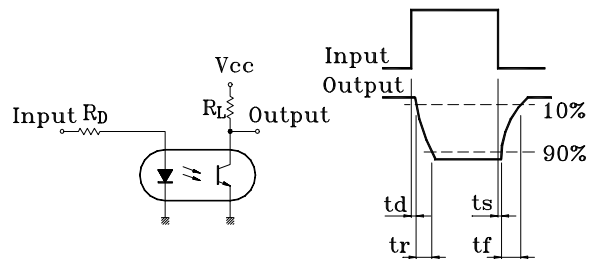 Vcc
Input RD
RL Output
Input
Output
10%
90%
td ts
tr tf